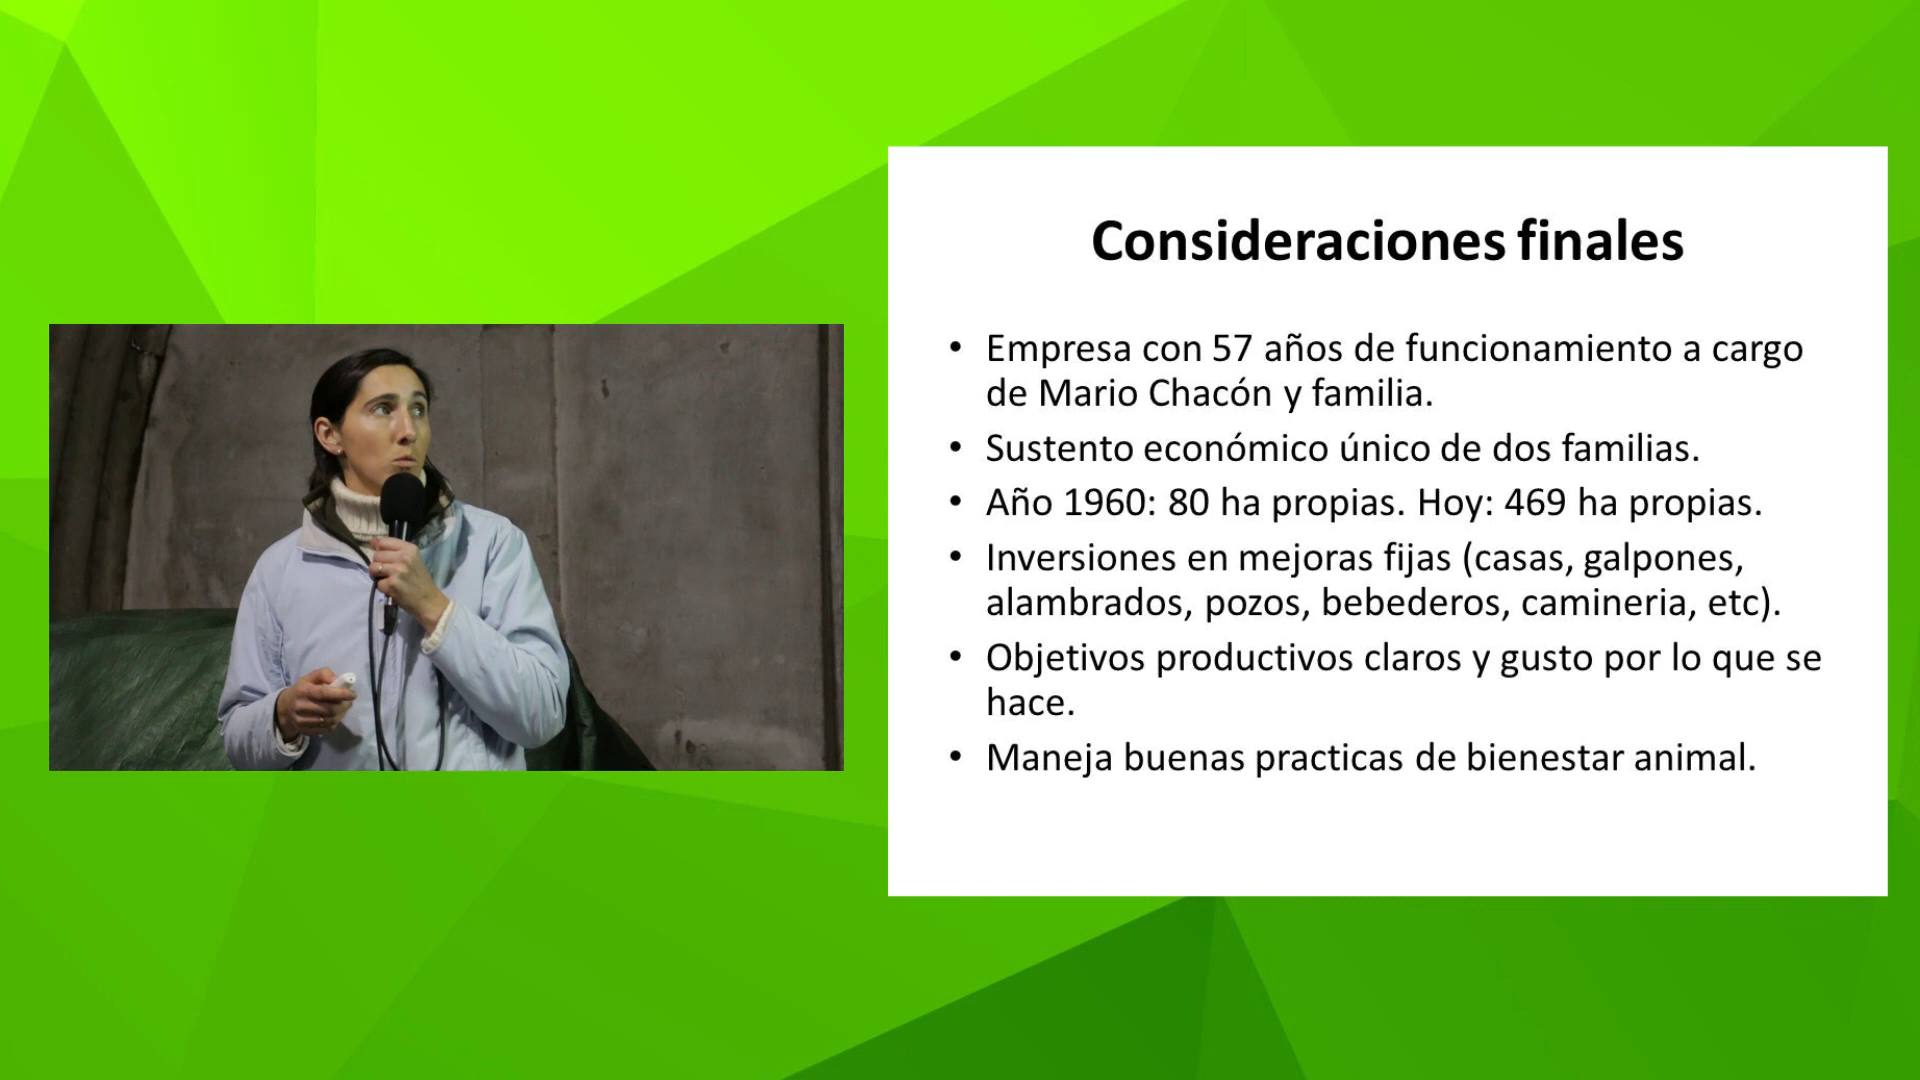 Consideraciones finales
• Empresa con 57 años de funcionamiento a cargo
de Mario Chacón y familia.
• Sustento económico único de dos familias.
• Año 1960: 80 ha propias. Hoy: 469 ha propias.
• Inversiones en mejoras fijas (casas, galpones,
alambrados, pozos, bebederos, camineria, etc).
• Objetivos productivos claros y gusto por lo que se
hace.
• Maneja buenas practicas de bienestar animal.